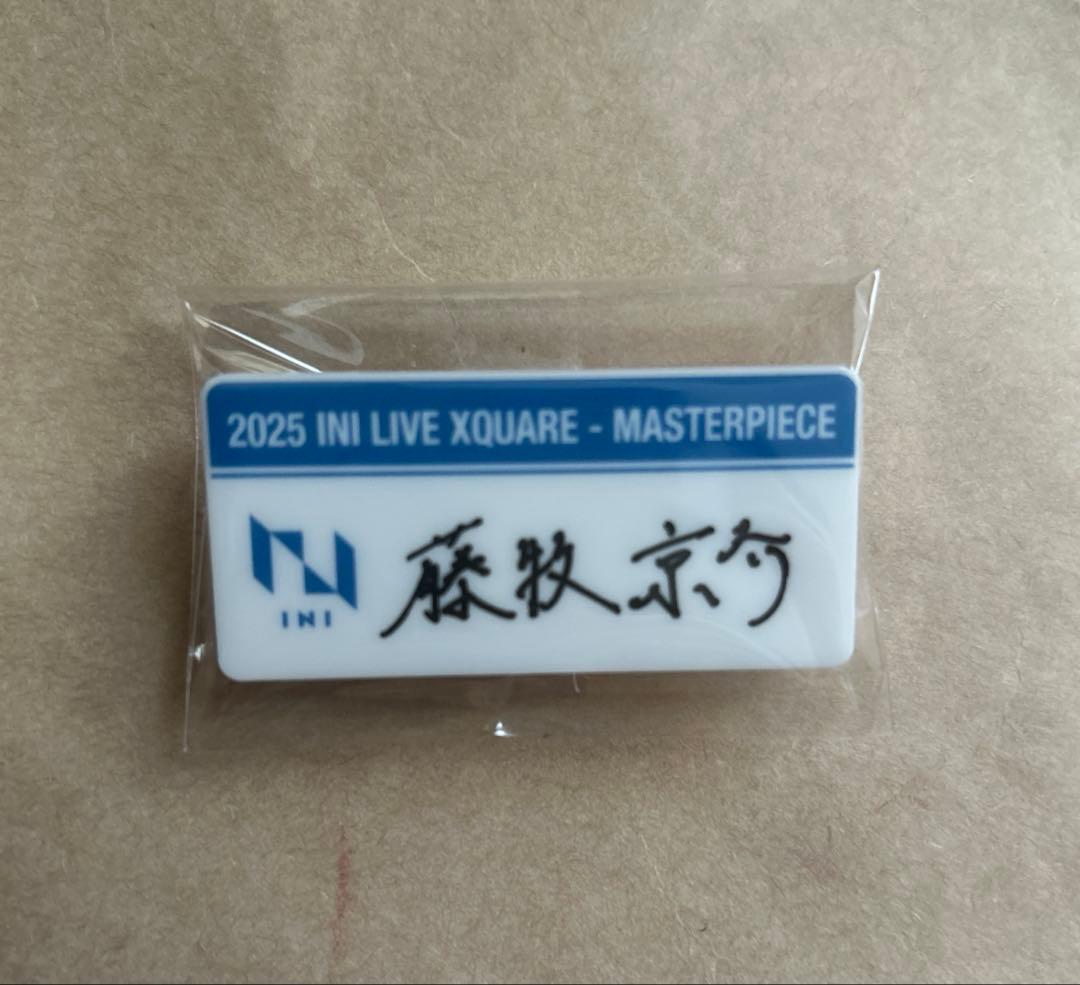 2025 INI LIVE XQUARE - MASTERPIECE
藤牧 京介
INI